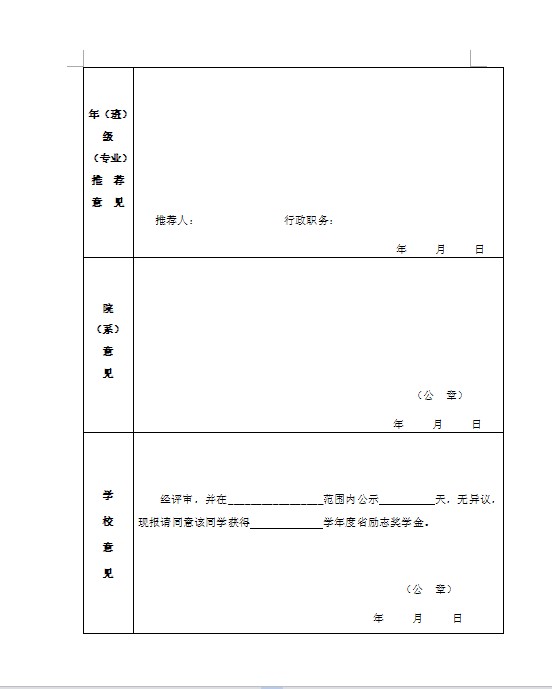 年（班）
级
（专业）
推 荐
意 见
推荐人： 行政职务：
年 月 日
院
（系）
意
见
（公 章）
年 月 日
学
校
意
见
经评审，并在_________________范围内公示__________天，无异议，
现报请同意该同学获得_____________学年度省励志奖学金。
（公 章）
年 月 日